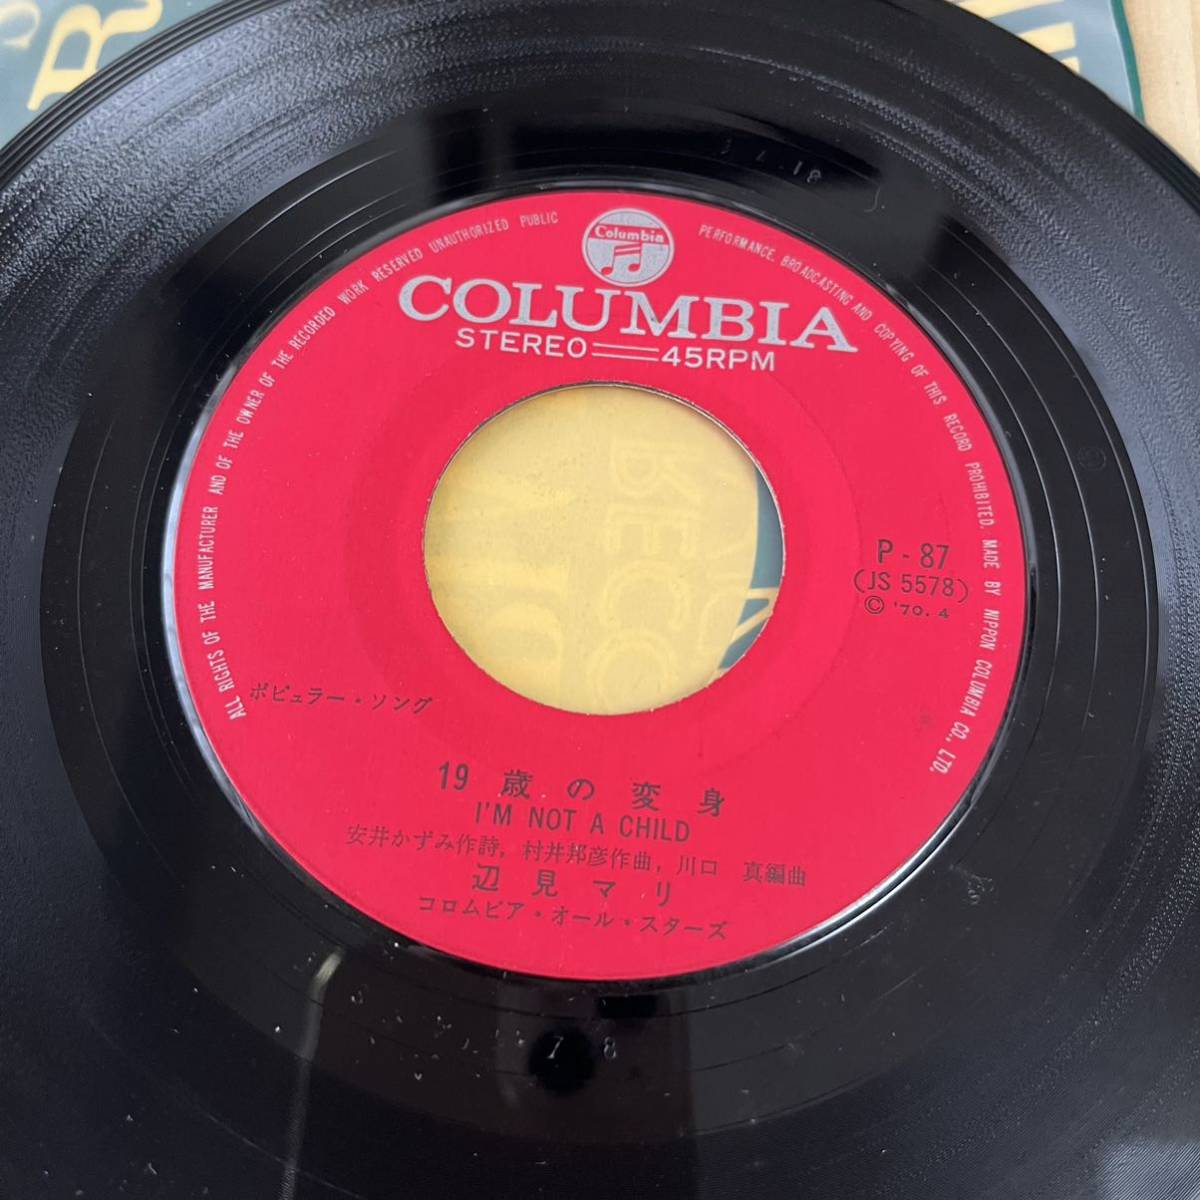 ALL RIGHTS OF THE MANUFACTURER AND OF THE OWNER OF THE RECORDED WORK RESERVED UNAUTHORIZED PUBLIC PERFORMANCE, BROADCASTING AND COPYING OF THIS RECORD PROHIBITED. MADE BY NIPPON COLUMBIA CO., LTD.
Columbia
COLUMBIA
STEREO 45RPM
P-87
(JS 5578)
© '70.4
ポピュラー・ソング
19歳の変身
I'M NOT A CHILD
安井かずみ作詩, 村井邦彦作曲, 川口 真編曲
辺見マリ
コロムビア・オール・スターズ